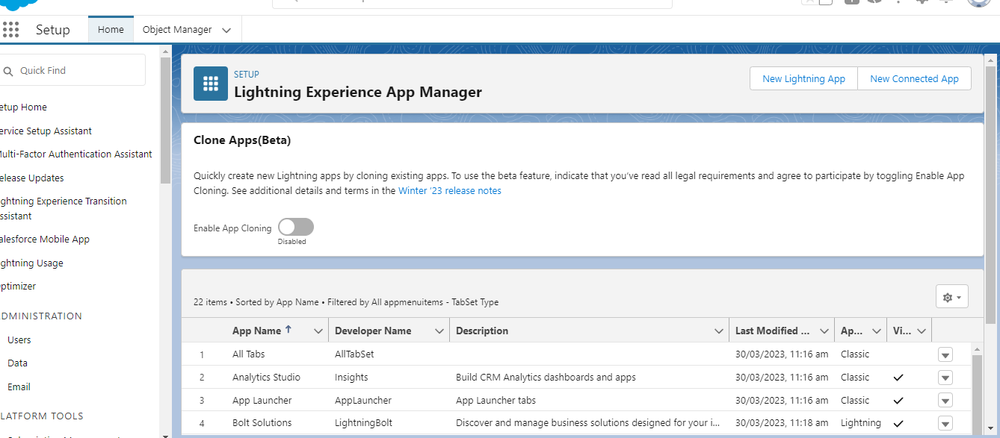 Setup
Home
Object Manager
Quick Find
etup Home
ervice Setup Assistant
ulti-Factor Authentication Assistant
elease Updates
ghtning Experience Transition
ssistant
alesforce Mobile App
ghtning Usage
ptimizer
DMINISTRATION
Users
Data
Email
LATFORM TOOLS
SETUP
Lightning Experience App Manager
New Lightning App
New Connected App
Clone Apps(Beta)
Quickly create new Lightning apps by cloning existing apps. To use the beta feature, indicate that you’ve read all legal requirements and agree to participate by toggling Enable App
Cloning. See additional details and terms in the Winter ’23 release notes
Enable App Cloning
Disabled
22 items • Sorted by App Name • Filtered by All appmenuitems - TabSet Type
App Name Developer Name Description Last Modified ... Ap... Vi...
1 All Tabs AllTabSet 30/03/2023, 11:16 am Classic
2 Analytics Studio Insights Build CRM Analytics dashboards and apps 30/03/2023, 11:16 am Classic
3 App Launcher AppLauncher App Launcher tabs 30/03/2023, 11:16 am Classic
4 Bolt Solutions LightningBolt Discover and manage business solutions designed for your i... 30/03/2023, 11:18 am Lightning